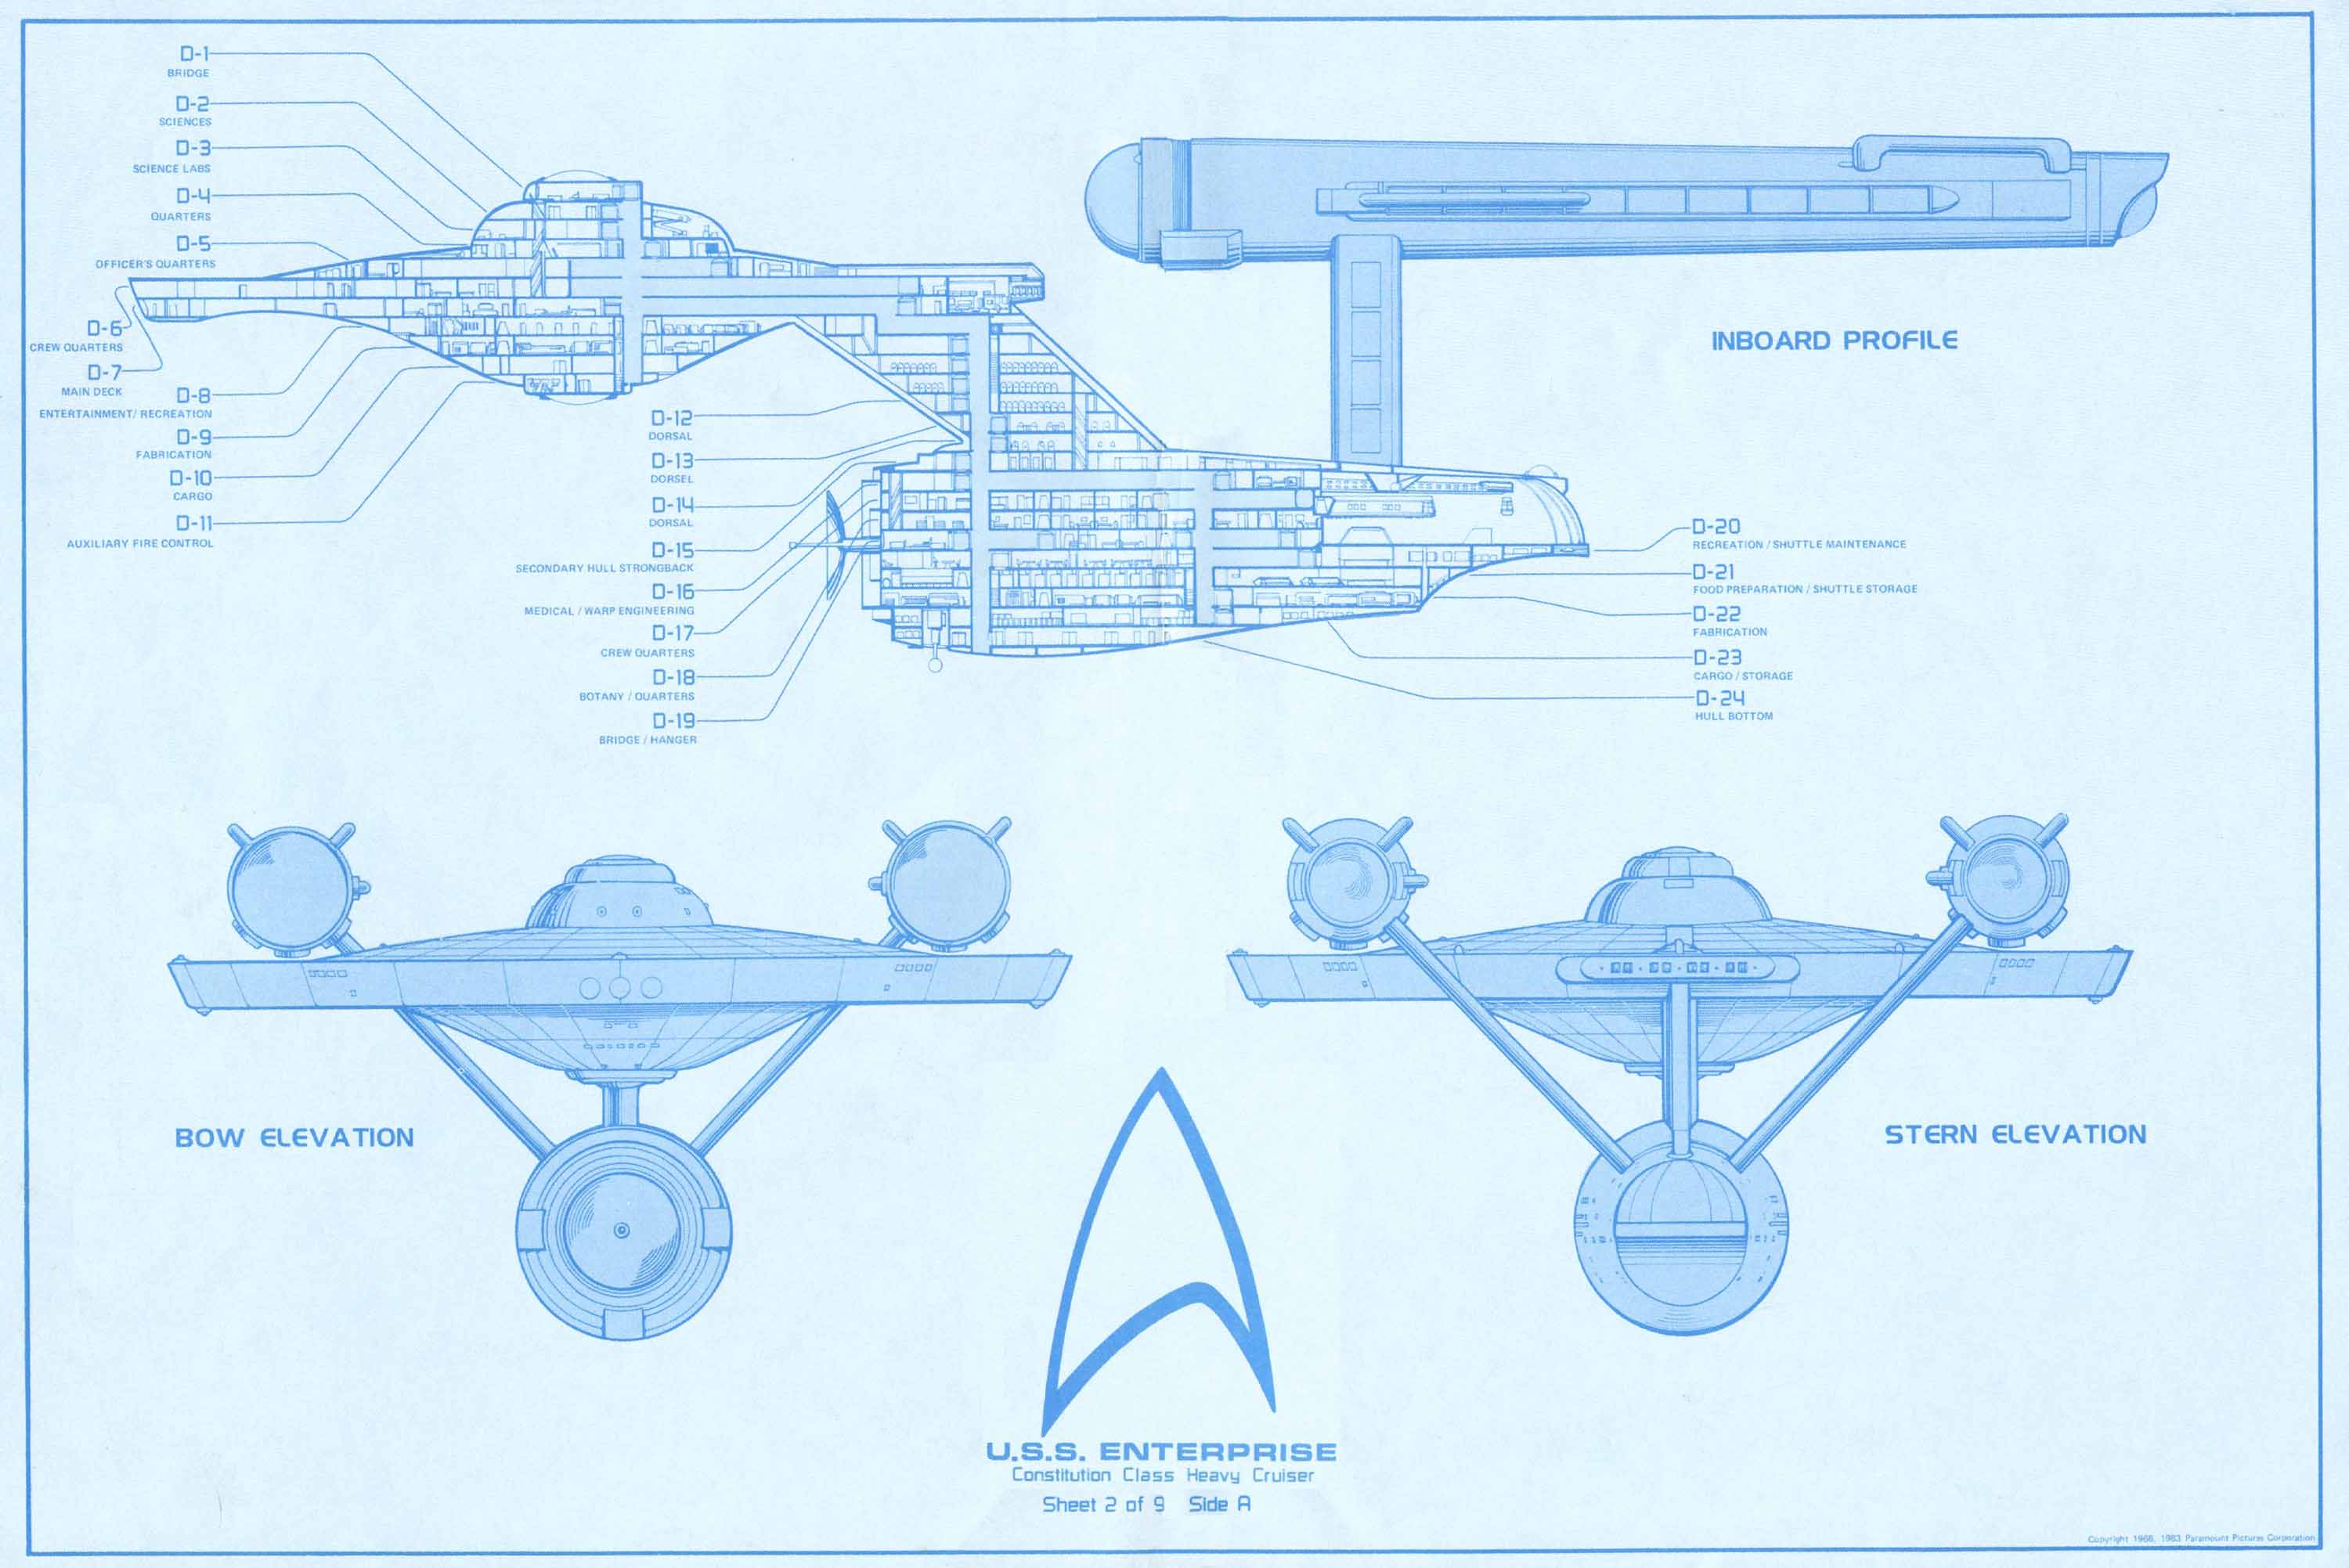 D-1
BRIDGE
D-2
SCIENCES
D-3
SCIENCE LABS
D-4
QUARTERS
D-5
OFFICER'S QUARTERS
D-6
CREW QUARTERS
D-7
MAIN DECK
D-8
ENTERTAINMENT/ RECREATION
D-9
FABRICATION
D-10
CARGO
D-11
AUXILIARY FIRE CONTROL
D-12
DORSAL
D-13
DORSEL
D-14
DORSAL
D-15
SECONDARY HULL STRONGBACK
D-16
MEDICAL / WARP ENGINEERING
D-17
CREW QUARTERS
D-18
BOTANY / QUARTERS
D-19
BRIDGE / HANGER
INBOARD PROFILE
D-20
RECREATION / SHUTTLE MAINTENANCE
D-21
FOOD PREPARATION / SHUTTLE STORAGE
D-22
FABRICATION
D-23
CARGO / STORAGE
D-24
HULL BOTTOM
BOW ELEVATION
STERN ELEVATION
U.S.S. ENTERPRISE
Constitution Class Heavy Cruiser
Sheet 2 of 9 Side A
Copyright 1966, 1983 Paramount Pictures Corporation